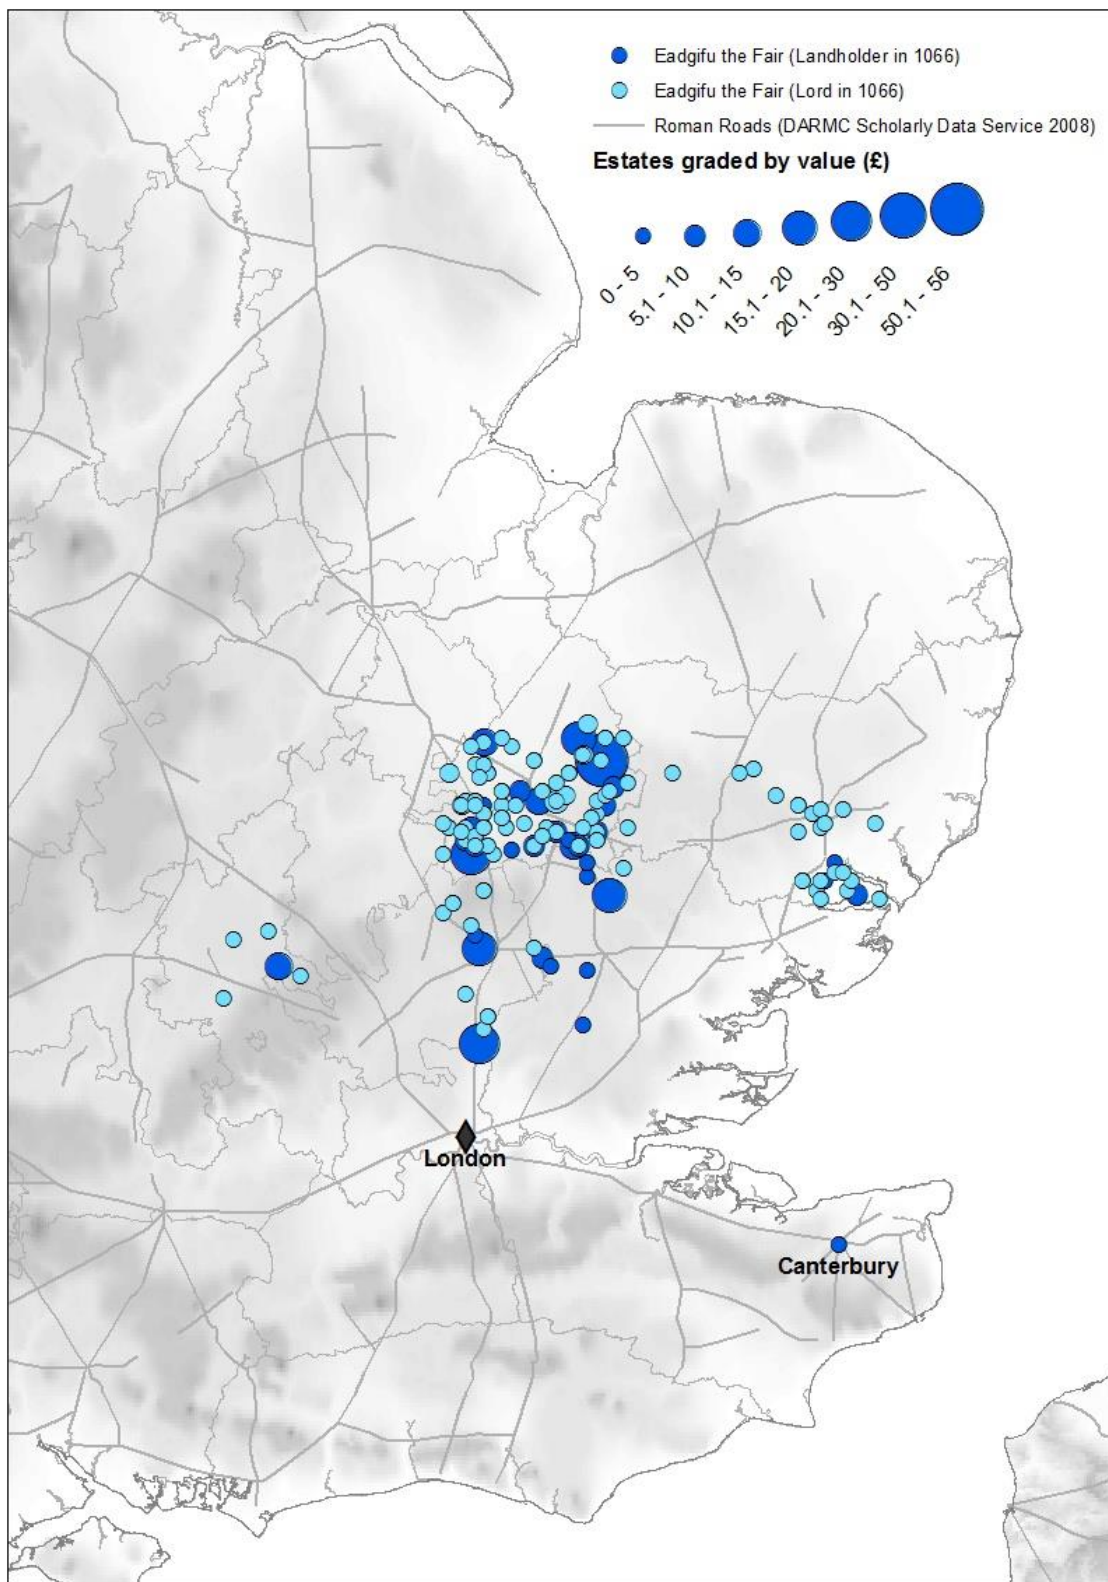 Eadgifu the Fair (Landholder in 1066)
Eadgifu the Fair (Lord in 1066)
Roman Roads (DARMC Scholarly Data Service 2008)
Estates graded by value (£)
0 - 5
5.1 - 10
10.1 - 15
15.1 - 20
20.1 - 30
30.1 - 50
50.1 - 56
London
Canterbury